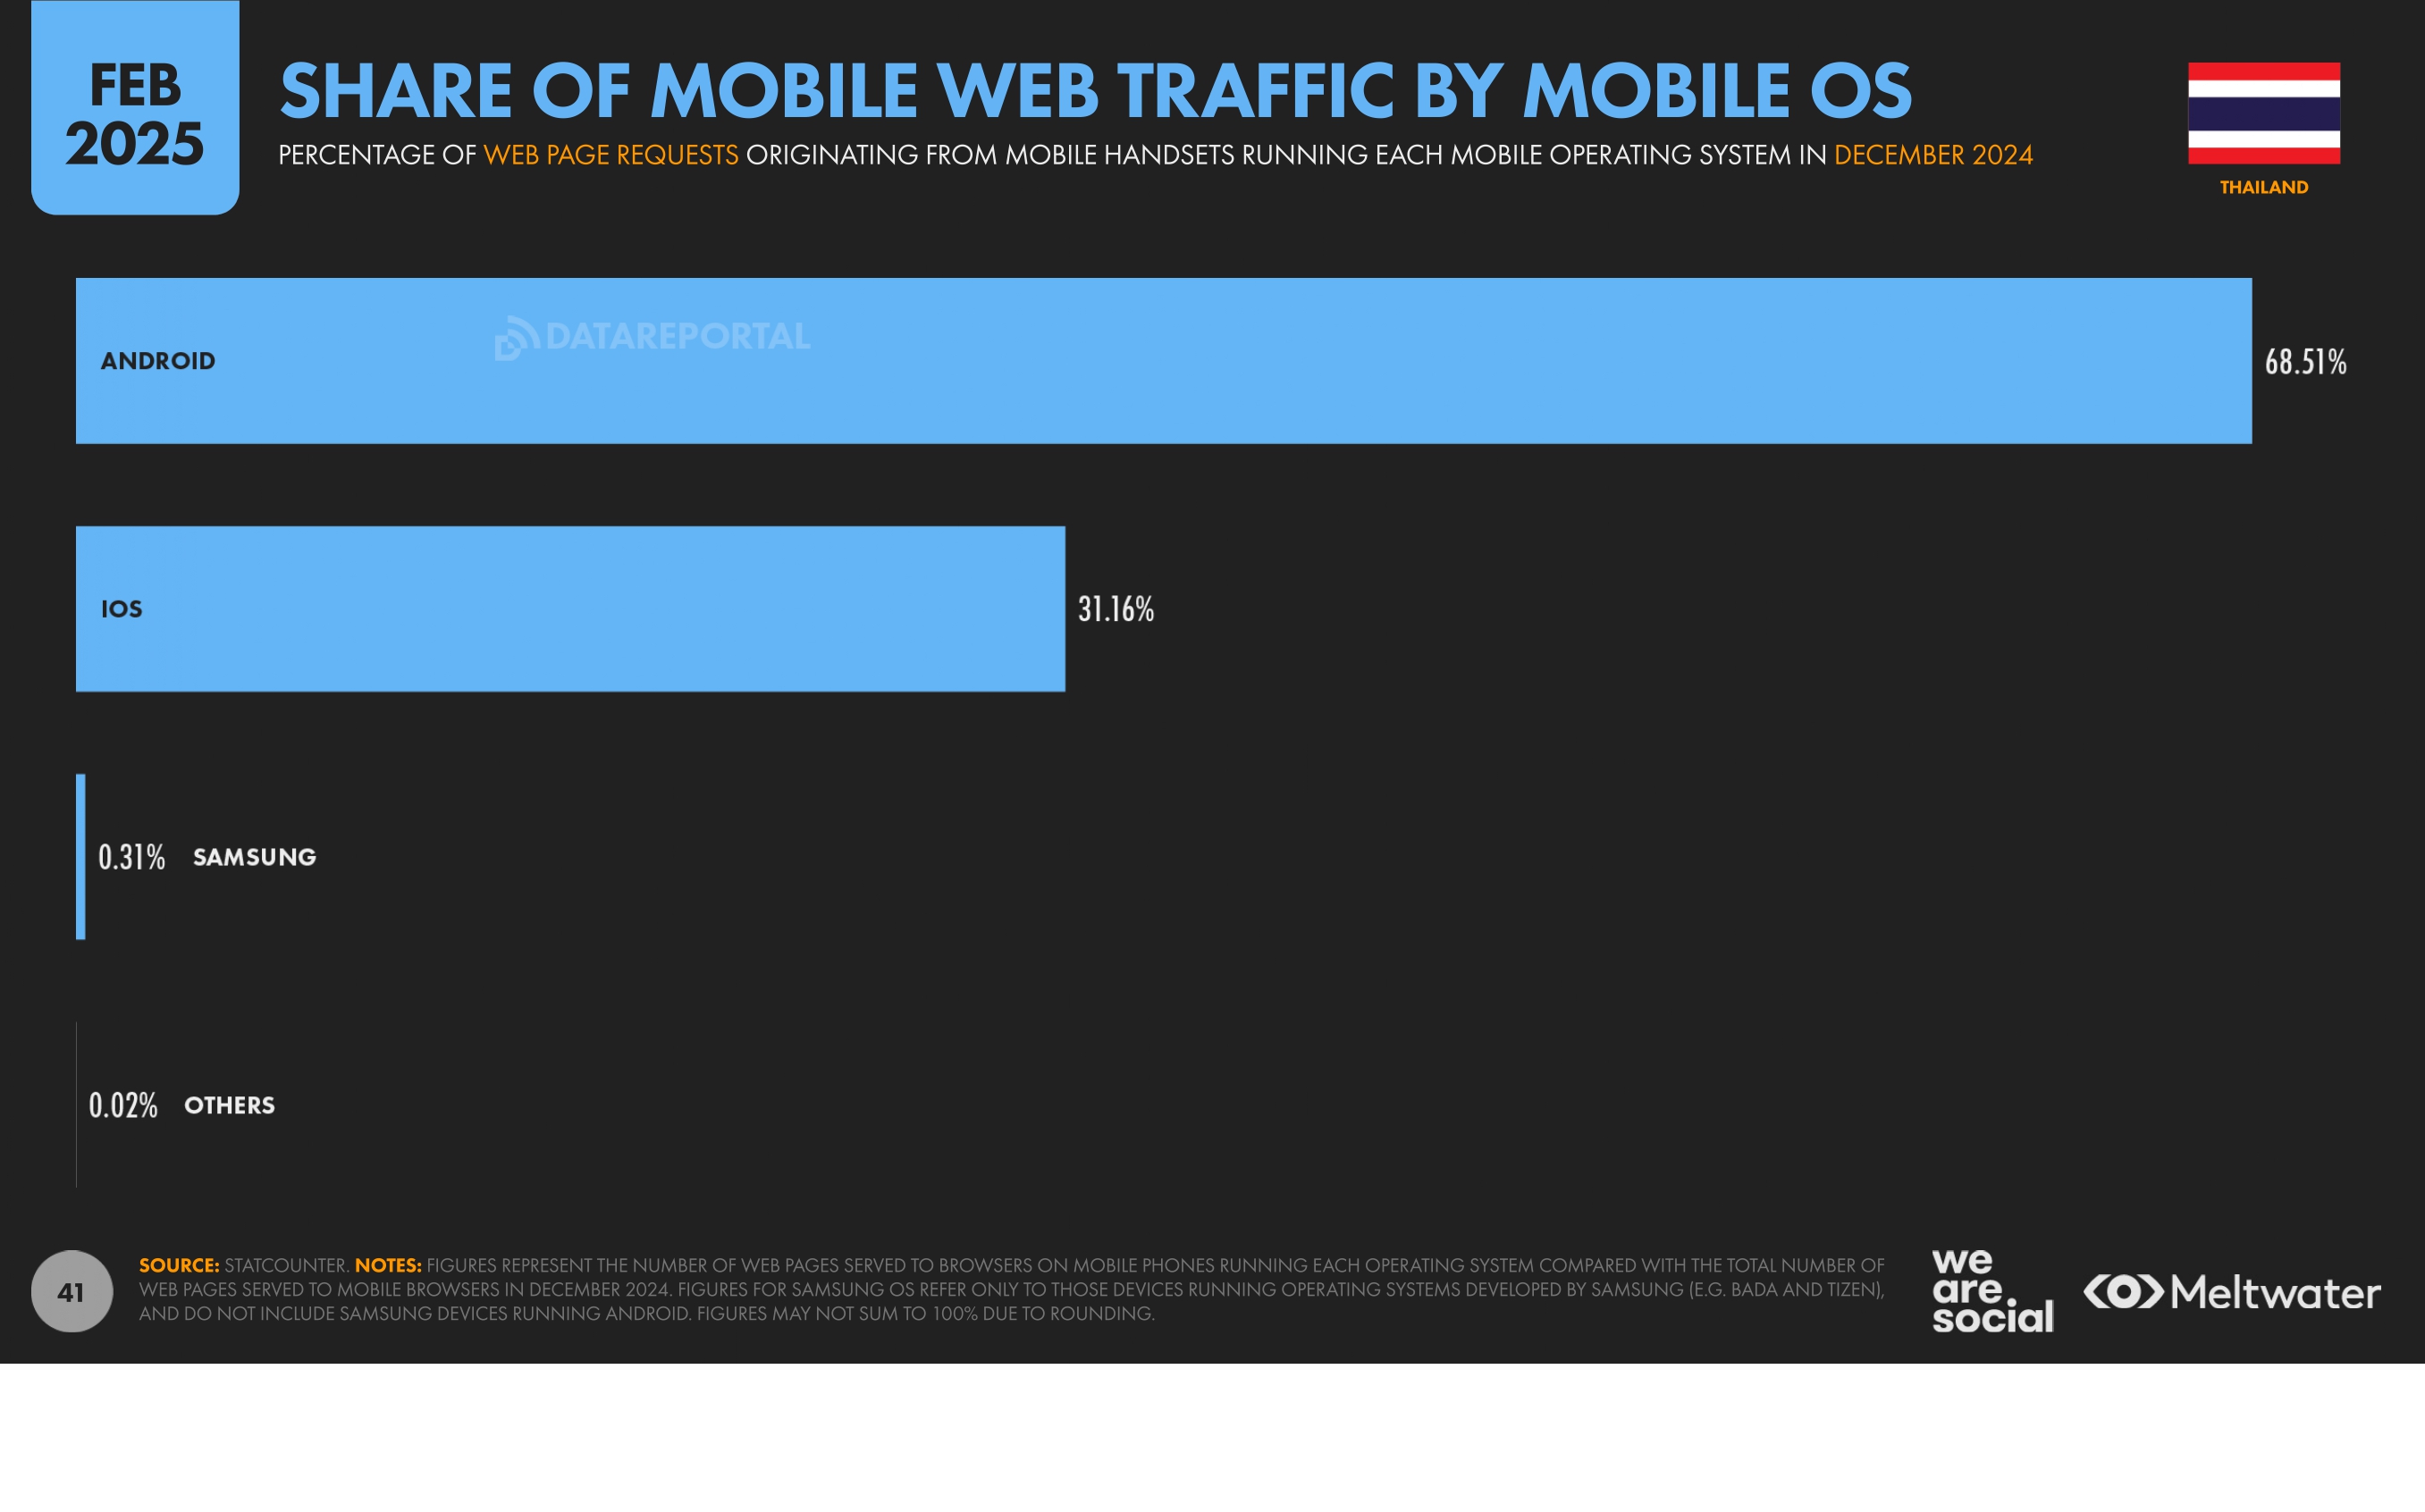 FEB
2025
SHARE OF MOBILE WEB TRAFFIC BY MOBILE OS
PERCENTAGE OF WEB PAGE REQUESTS ORIGINATING FROM MOBILE HANDSETS RUNNING EACH MOBILE OPERATING SYSTEM IN DECEMBER 2024
THAILAND
DATAREPORTAL
ANDROID 68.51%
IOS 31.16%
0.31% SAMSUNG
0.02% OTHERS
41
SOURCE: STATCOUNTER. NOTES: FIGURES REPRESENT THE NUMBER OF WEB PAGES SERVED TO BROWSERS ON MOBILE PHONES RUNNING EACH OPERATING SYSTEM COMPARED WITH THE TOTAL NUMBER OF
WEB PAGES SERVED TO MOBILE BROWSERS IN DECEMBER 2024. FIGURES FOR SAMSUNG OS REFER ONLY TO THOSE DEVICES RUNNING OPERATING SYSTEMS DEVELOPED BY SAMSUNG (E.G. BADA AND TIZEN),
AND DO NOT INCLUDE SAMSUNG DEVICES RUNNING ANDROID. FIGURES MAY NOT SUM TO 100% DUE TO ROUNDING.
we
are
social
Meltwater